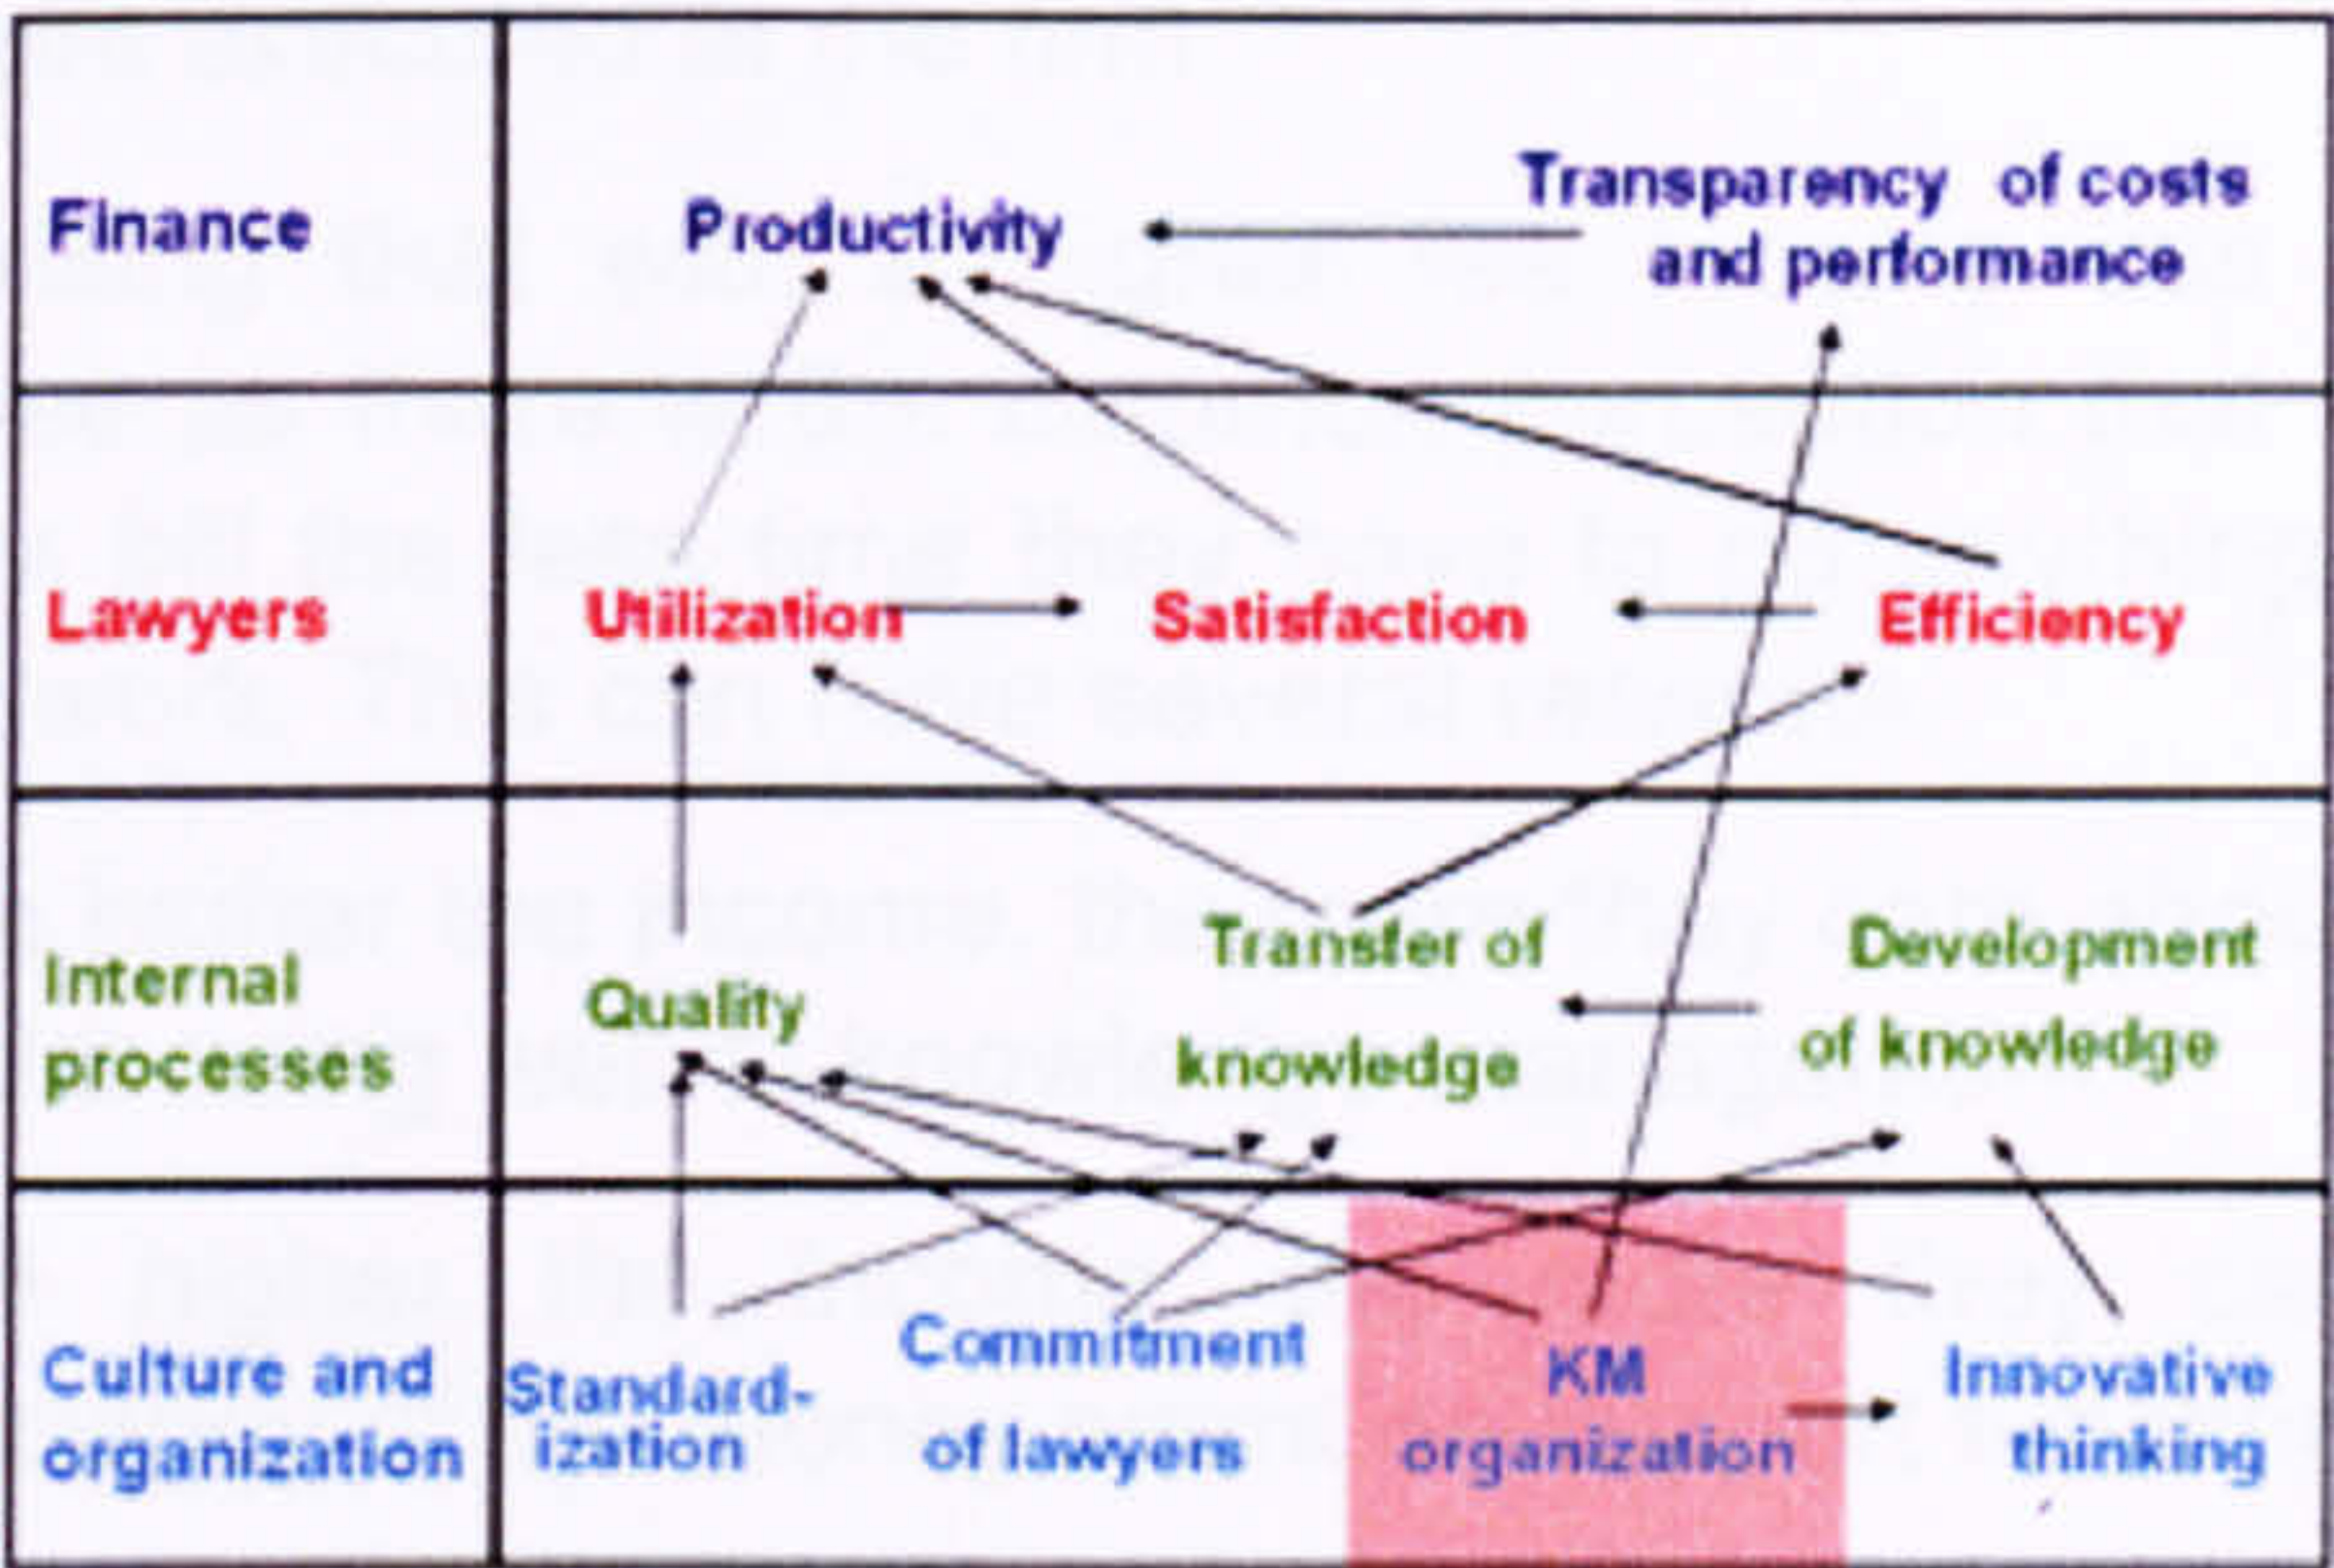 Finance
Productivity
Transparency of costs
and performance
Lawyers
Utilization
Satisfaction
Efficiency
Internal
processes
Quality
Transfer of
knowledge
Development
of knowledge
Culture and
organization
Standard-
ization
Commitment
of lawyers
KM
organization
Innovative
thinking